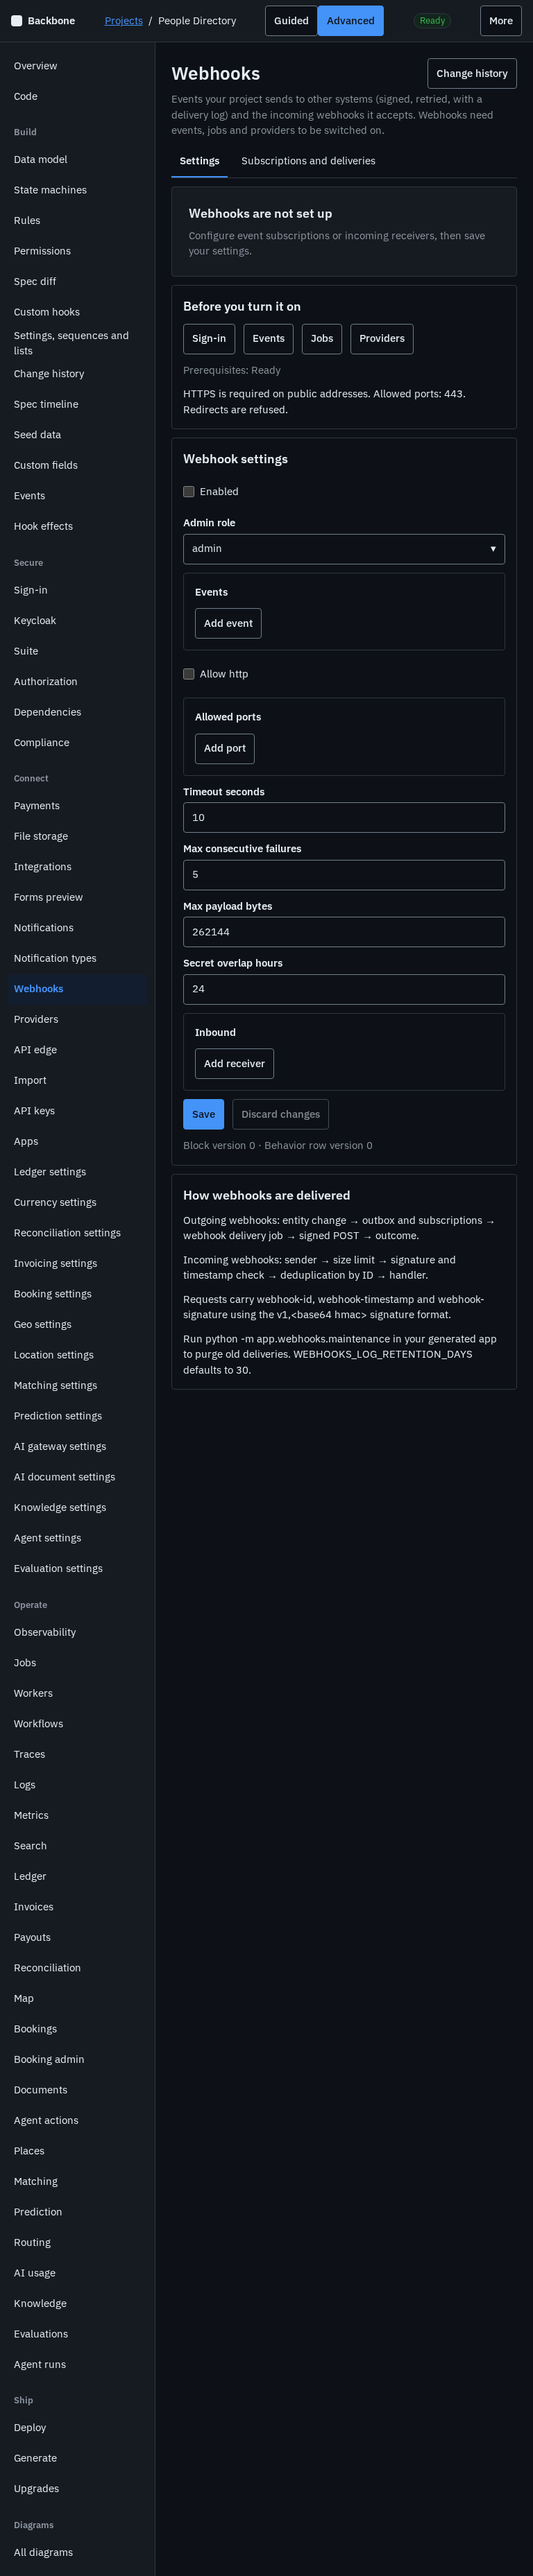 Backbone
Projects / People Directory
Guided
Advanced
Ready
More
Overview
Code
Build
Data model
State machines
Rules
Permissions
Spec diff
Custom hooks
Settings, sequences and
lists
Change history
Spec timeline
Seed data
Custom fields
Events
Hook effects
Secure
Sign-in
Keycloak
Suite
Authorization
Dependencies
Compliance
Connect
Payments
File storage
Integrations
Forms preview
Notifications
Notification types
Webhooks
Providers
API edge
Import
API keys
Apps
Ledger settings
Currency settings
Reconciliation settings
Invoicing settings
Booking settings
Geo settings
Location settings
Matching settings
Prediction settings
AI gateway settings
AI document settings
Knowledge settings
Agent settings
Evaluation settings
Operate
Observability
Jobs
Workers
Workflows
Traces
Logs
Metrics
Search
Ledger
Invoices
Payouts
Reconciliation
Map
Bookings
Booking admin
Documents
Agent actions
Places
Matching
Prediction
Routing
AI usage
Knowledge
Evaluations
Agent runs
Ship
Deploy
Generate
Upgrades
Diagrams
All diagrams
Webhooks
Change history
Events your project sends to other systems (signed, retried, with a
delivery log) and the incoming webhooks it accepts. Webhooks need
events, jobs and providers to be switched on.
Settings
Subscriptions and deliveries
Webhooks are not set up
Configure event subscriptions or incoming receivers, then save
your settings.
Before you turn it on
Sign-in
Events
Jobs
Providers
Prerequisites: Ready
HTTPS is required on public addresses. Allowed ports: 443.
Redirects are refused.
Webhook settings
Enabled
Admin role
admin
Events
Add event
Allow http
Allowed ports
Add port
Timeout seconds
10
Max consecutive failures
5
Max payload bytes
262144
Secret overlap hours
24
Inbound
Add receiver
Save
Discard changes
Block version 0 · Behavior row version 0
How webhooks are delivered
Outgoing webhooks: entity change → outbox and subscriptions →
webhook delivery job → signed POST → outcome.
Incoming webhooks: sender → size limit → signature and
timestamp check → deduplication by ID → handler.
Requests carry webhook-id, webhook-timestamp and webhook-
signature using the v1,<base64 hmac> signature format.
Run python -m app.webhooks.maintenance in your generated app
to purge old deliveries. WEBHOOKS_LOG_RETENTION_DAYS
defaults to 30.